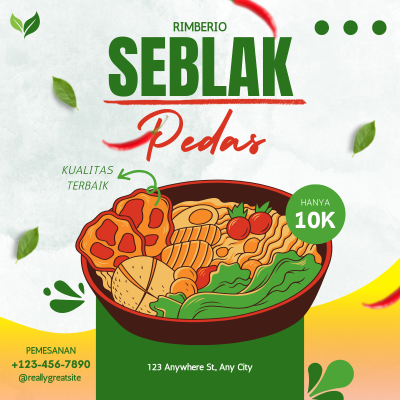 RIMBERIO
SEBLAK
Pedas
KUALITAS
TERBAIK
HANYA
10K
PEMESANAN
+123-456-7890
@reallygreatsite
123 Anywhere St, Any City